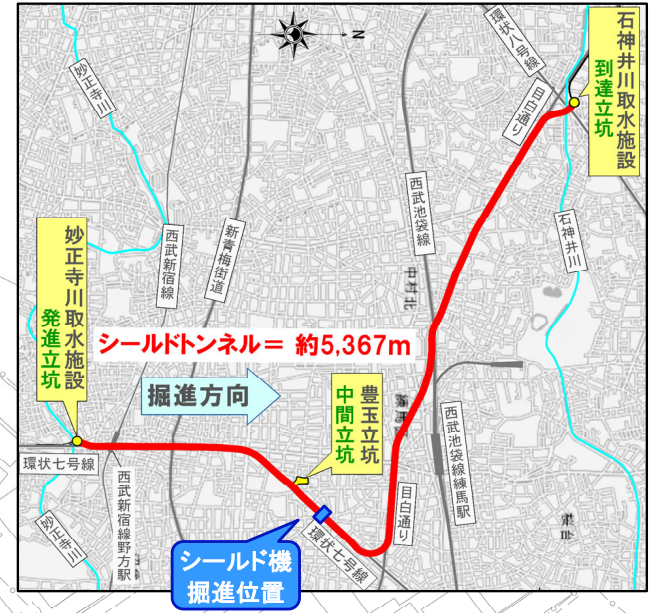 石神井川取水施設
到達立坑
環状八号線
目白通り
妙正寺川
N
西武池袋線
石神井川
西武新宿線
新青梅街道
中村北
妙正寺川取水施設
発進立坑
シールドトンネル＝ 約5,367m
掘進方向
豊玉立坑
中間立坑
西武池袋線練馬駅
環状七号線
西武新宿線野方駅
目白通り
妙正寺川
環状七号線
シールド機
掘進位置